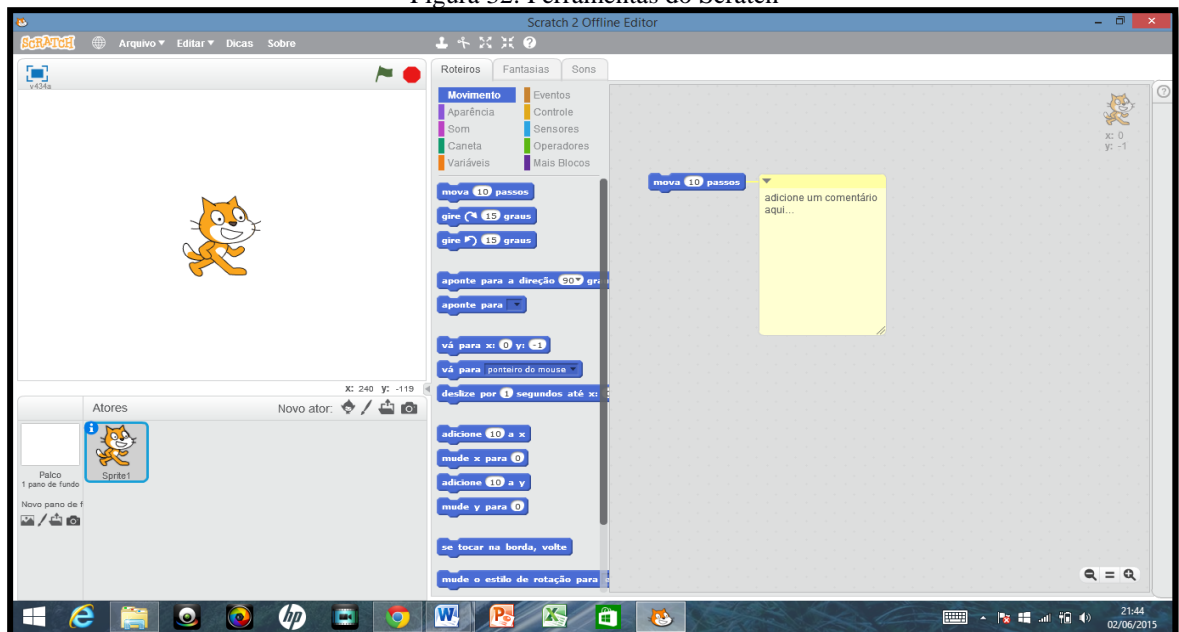 Figura 32: Ferramentas do Scratch
Scratch 2 Offline Editor
SCRATCH Arquivo Editar Dicas Sobre
v434a
Roteiros Fantasias Sons
Movimento Eventos
Aparência Controle
Som Sensores
Caneta Operadores
Variáveis Mais Blocos
mova 10 passos
gire 15 graus
gire 15 graus
aponte para a direção 90
aponte para
vá para x: 0 y: -1
vá para ponteiro do mouse
deslize por 1 segundos até x:
adicione 10 a x
mude x para 0
adicione 10 a y
mude y para 0
se tocar na borda, volte
mude o estilo de rotação para
mova 10 passos
adicione um comentário
aqui...
x: 0
y: -1
X: 240 Y: -119
Atores Novo ator:
Palco
1 pano de fundo
Sprite1
Novo pano de f
21:44
02/06/2015